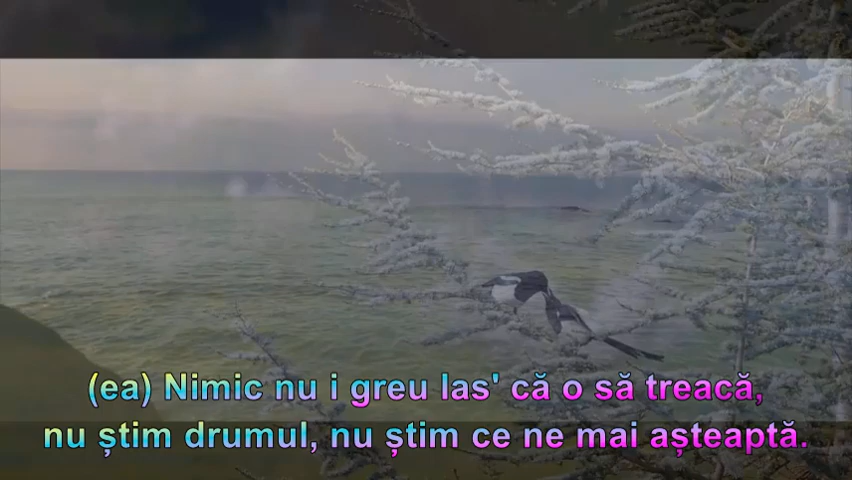 (ea) Nimic nu i greu las' că o să treacă,
nu știm drumul, nu știm ce ne mai așteaptă.